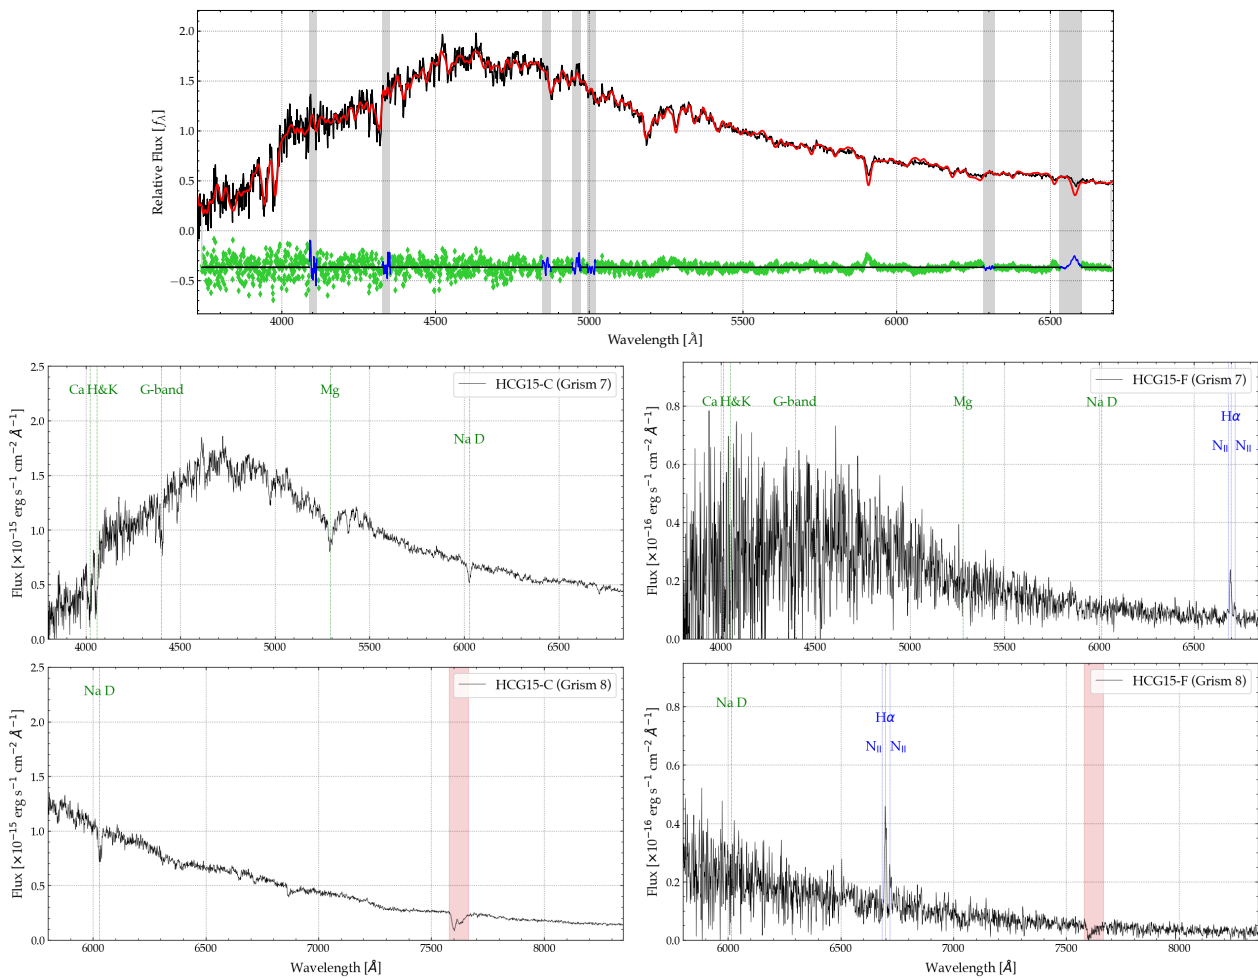 2.0
1.5
1.0
0.5
0.0
−0.5
Relative Flux [fλ]
4000 4500 5000 5500 6000 6500
Wavelength [Å]
2.5
2.0
1.5
1.0
0.5
0.0
Flux [×10⁻¹⁵ erg s⁻¹ cm⁻² Å⁻¹]
Ca H&K G-band Mg Na D
HCG15-C (Grism 7)
4000 4500 5000 5500 6000 6500
0.8
0.6
0.4
0.2
0.0
Flux [×10⁻¹⁶ erg s⁻¹ cm⁻² Å⁻¹]
Ca H&K G-band Mg Na D
HCG15-F (Grism 7)
Hα
N_II N_II
4000 4500 5000 5500 6000 6500
2.5
2.0
1.5
1.0
0.5
0.0
Flux [×10⁻¹⁵ erg s⁻¹ cm⁻² Å⁻¹]
Na D
HCG15-C (Grism 8)
6000 6500 7000 7500 8000
Wavelength [Å]
0.8
0.6
0.4
0.2
0.0
Flux [×10⁻¹⁶ erg s⁻¹ cm⁻² Å⁻¹]
Na D
HCG15-F (Grism 8)
Hα
N_II N_II
6000 6500 7000 7500 8000
Wavelength [Å]